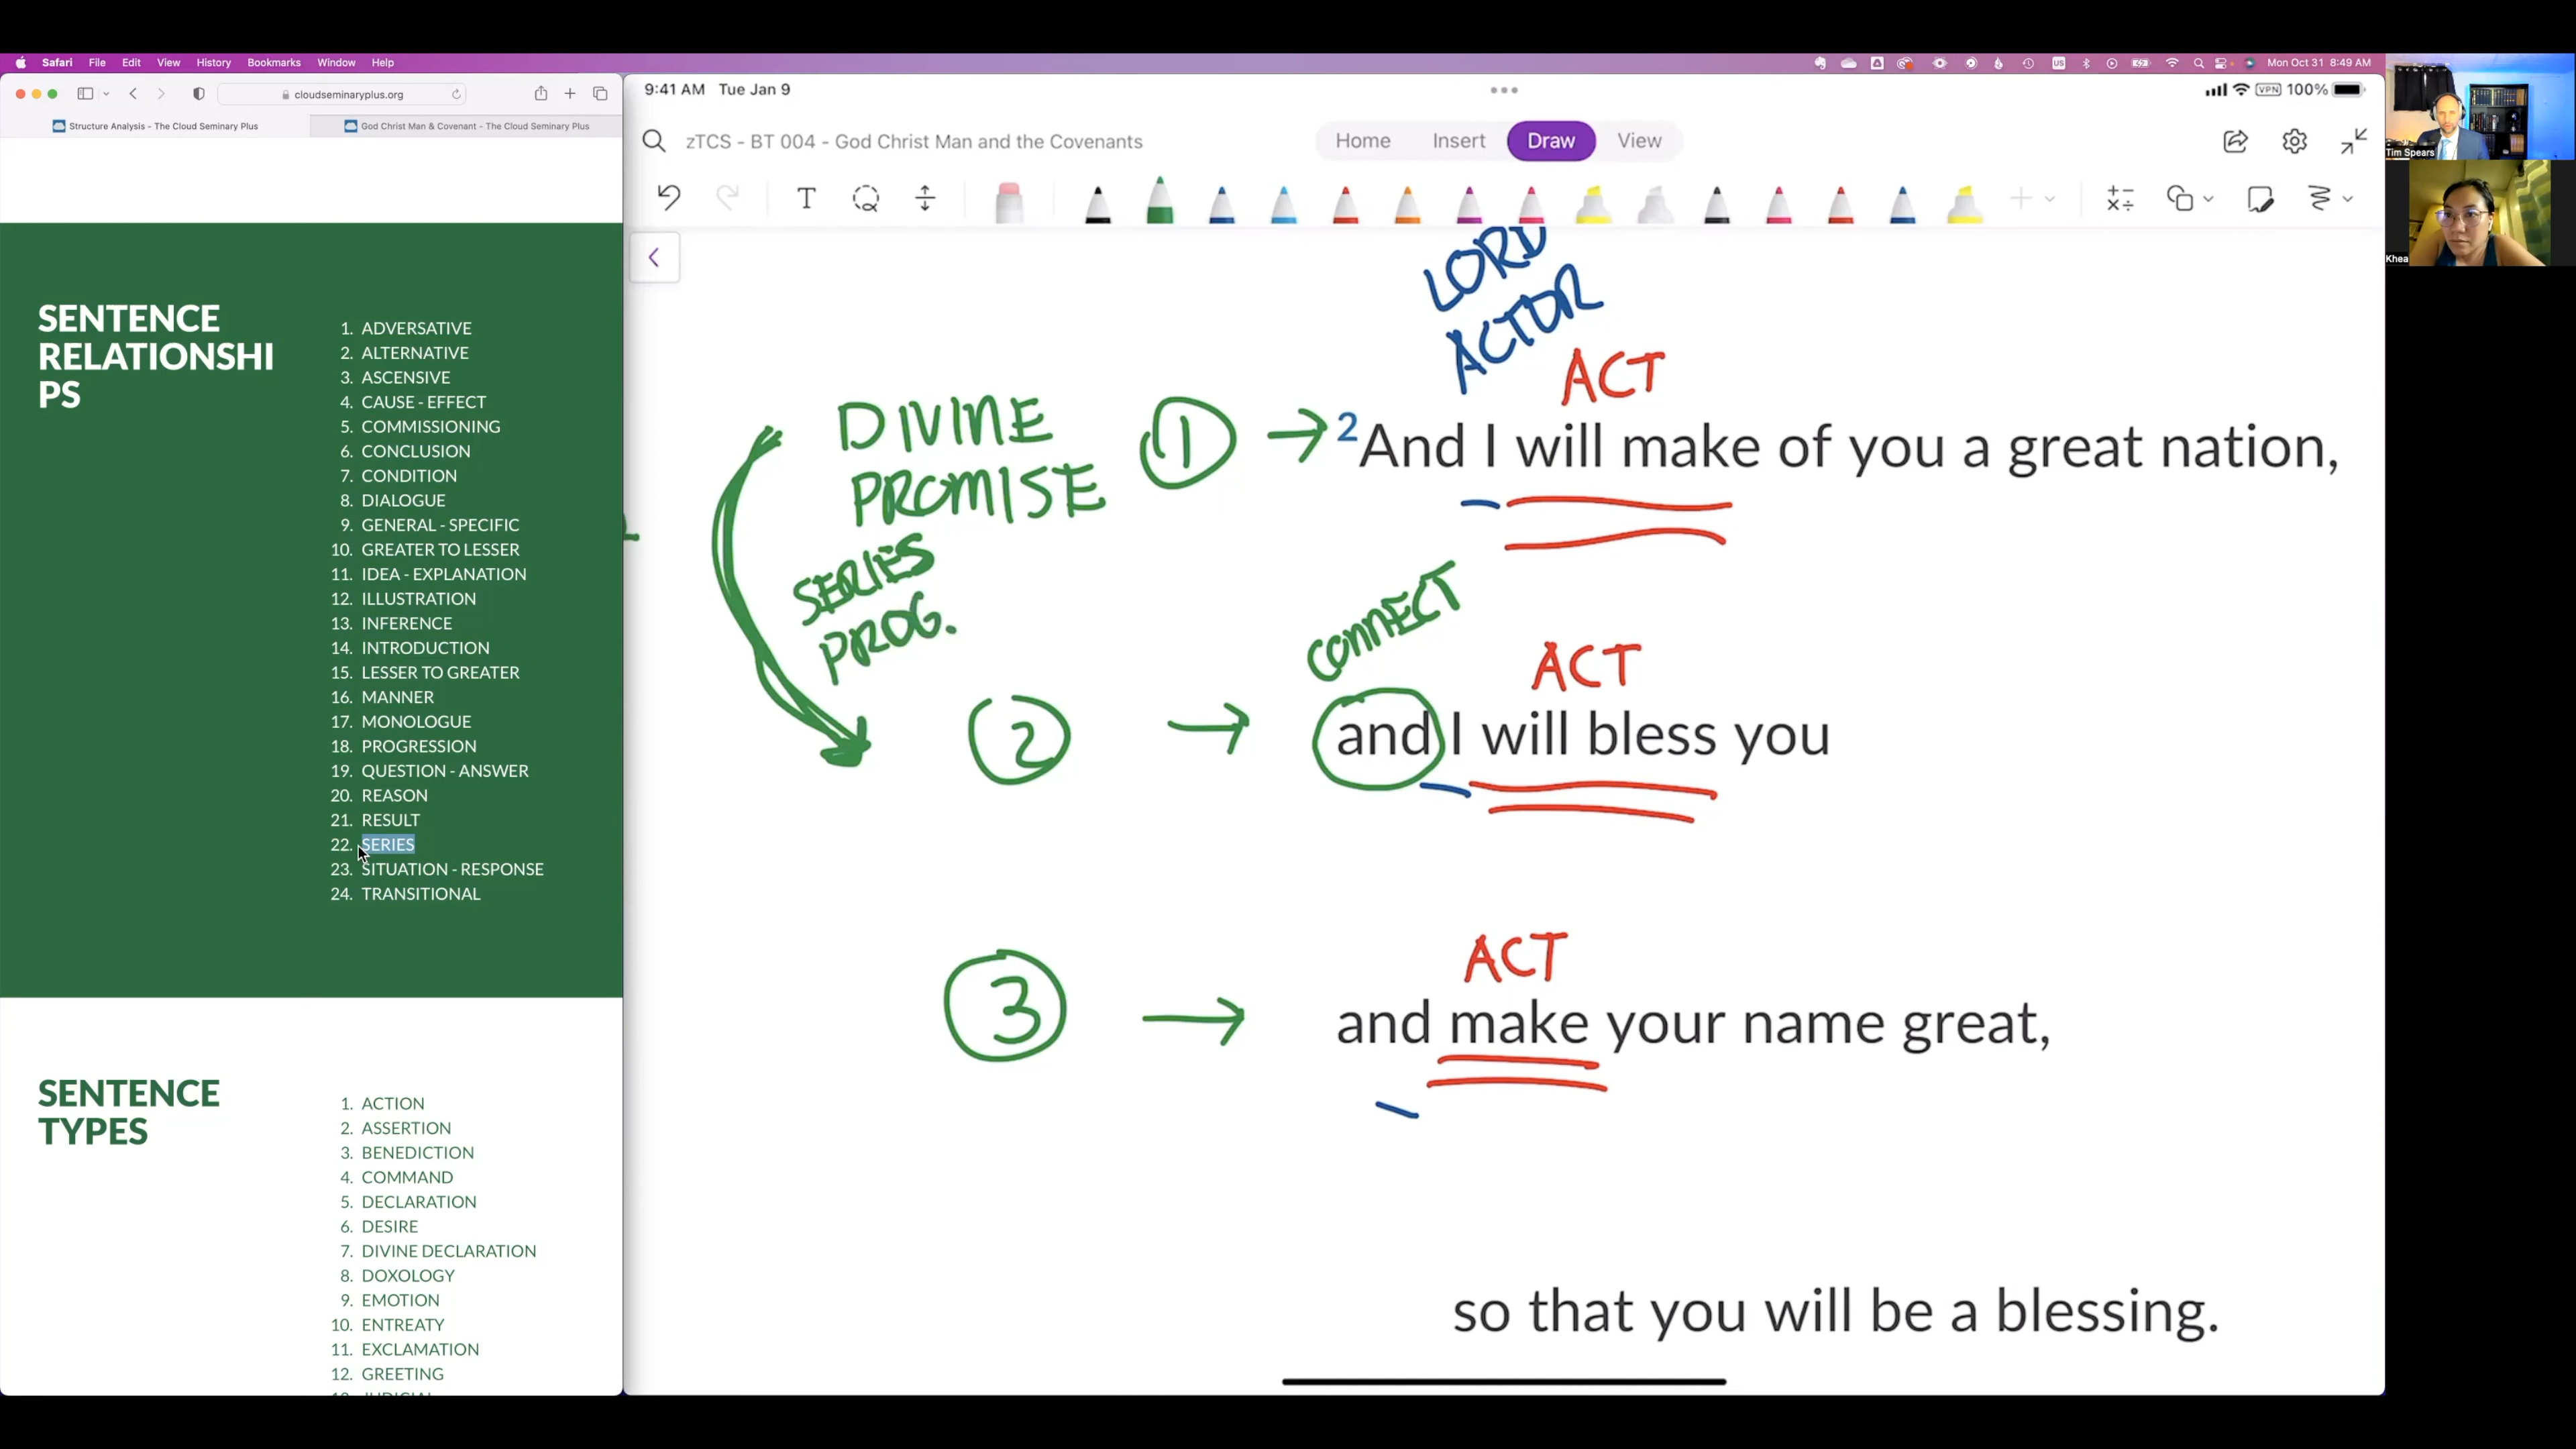 Safari File Edit View History Bookmarks Window Help
Mon Oct 31 8:49 AM
cloudseminaryplus.org
Structure Analysis - The Cloud Seminary Plus
God Christ Man & Covenant - The Cloud Seminary Plus
SENTENCE
RELATIONSHI
PS
1. ADVERSATIVE
2. ALTERNATIVE
3. ASCENSIVE
4. CAUSE - EFFECT
5. COMMISSIONING
6. CONCLUSION
7. CONDITION
8. DIALOGUE
9. GENERAL - SPECIFIC
10. GREATER TO LESSER
11. IDEA - EXPLANATION
12. ILLUSTRATION
13. INFERENCE
14. INTRODUCTION
15. LESSER TO GREATER
16. MANNER
17. MONOLOGUE
18. PROGRESSION
19. QUESTION - ANSWER
20. REASON
21. RESULT
22. SERIES
23. SITUATION - RESPONSE
24. TRANSITIONAL
SENTENCE
TYPES
1. ACTION
2. ASSERTION
3. BENEDICTION
4. COMMAND
5. DECLARATION
6. DESIRE
7. DIVINE DECLARATION
8. DOXOLOGY
9. EMOTION
10. ENTREATY
11. EXCLAMATION
12. GREETING
9:41 AM Tue Jan 9
VPN 100%
zTCS - BT 004 - God Christ Man and the Covenants
Home Insert Draw View
LORD
ACTOR
ACT
DIVINE
PROMISE
1
2 And I will make of you a great nation,
SERIES
PROG.
CONNECT
ACT
2
and I will bless you
ACT
3
and make your name great,
so that you will be a blessing.
Tim Spears
Khea